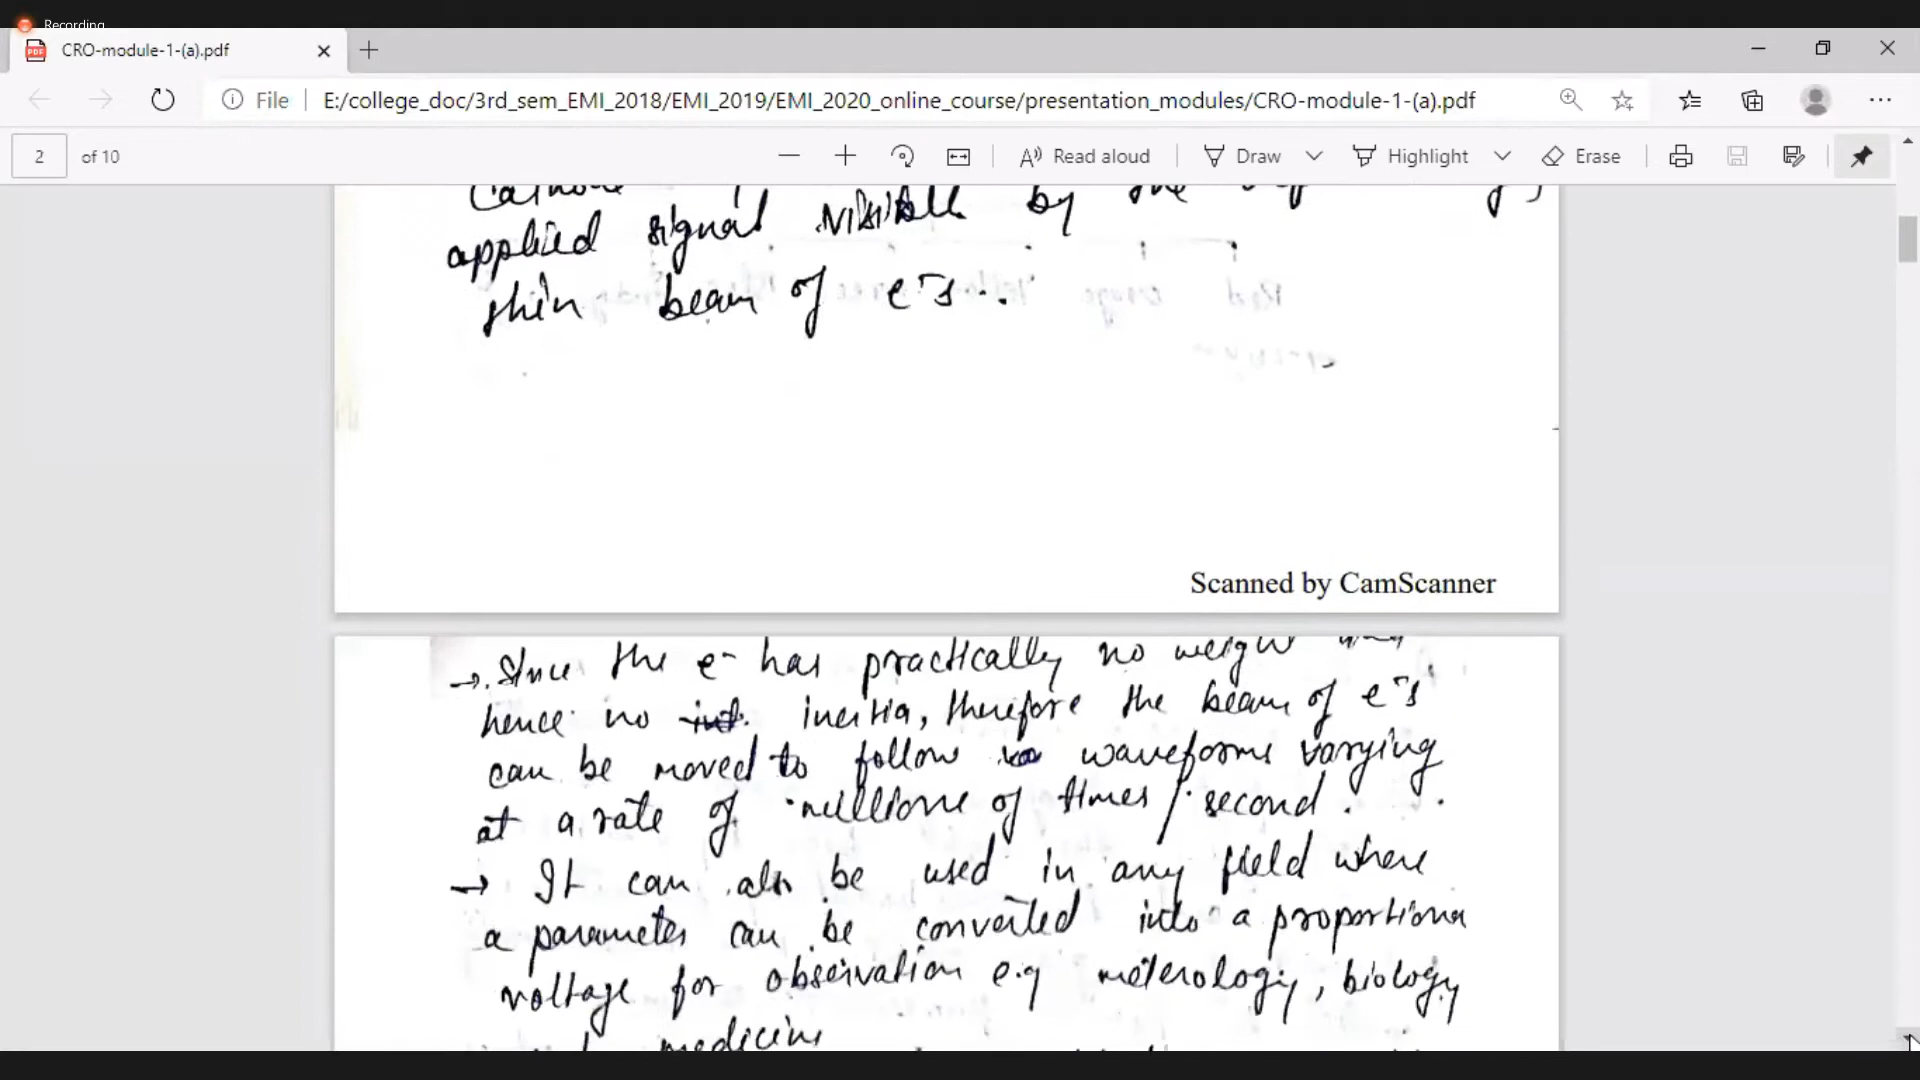 Recording
CRO-module-1-(a).pdf
File E:/college_doc/3rd_sem_EMI_2018/EMI_2019/EMI_2020_online_course/presentation_modules/CRO-module-1-(a).pdf
2 of 10 Read aloud Draw Highlight Erase
applied signal visible by the
thin beam of e⁻s.
Scanned by CamScanner
→ Since the e⁻ has practically no weight
hence no inertia, therefore the beam of e⁻s
can be moved to follow waveforms varying
at a rate of millions of times / second.
→ It can also be used in any field where
a parameter can be converted into a proportiona
voltage for observation e.g meterology, biology
medicine